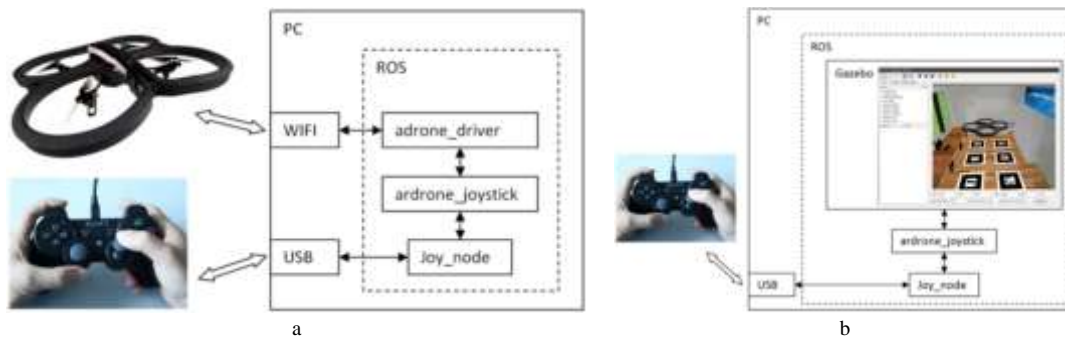 PC
ROS
WIFI
adrone_driver
ardrone_joystick
USB
Joy_node
a
PC
ROS
Gazebo
ardrone_joystick
USB
Joy_node
b